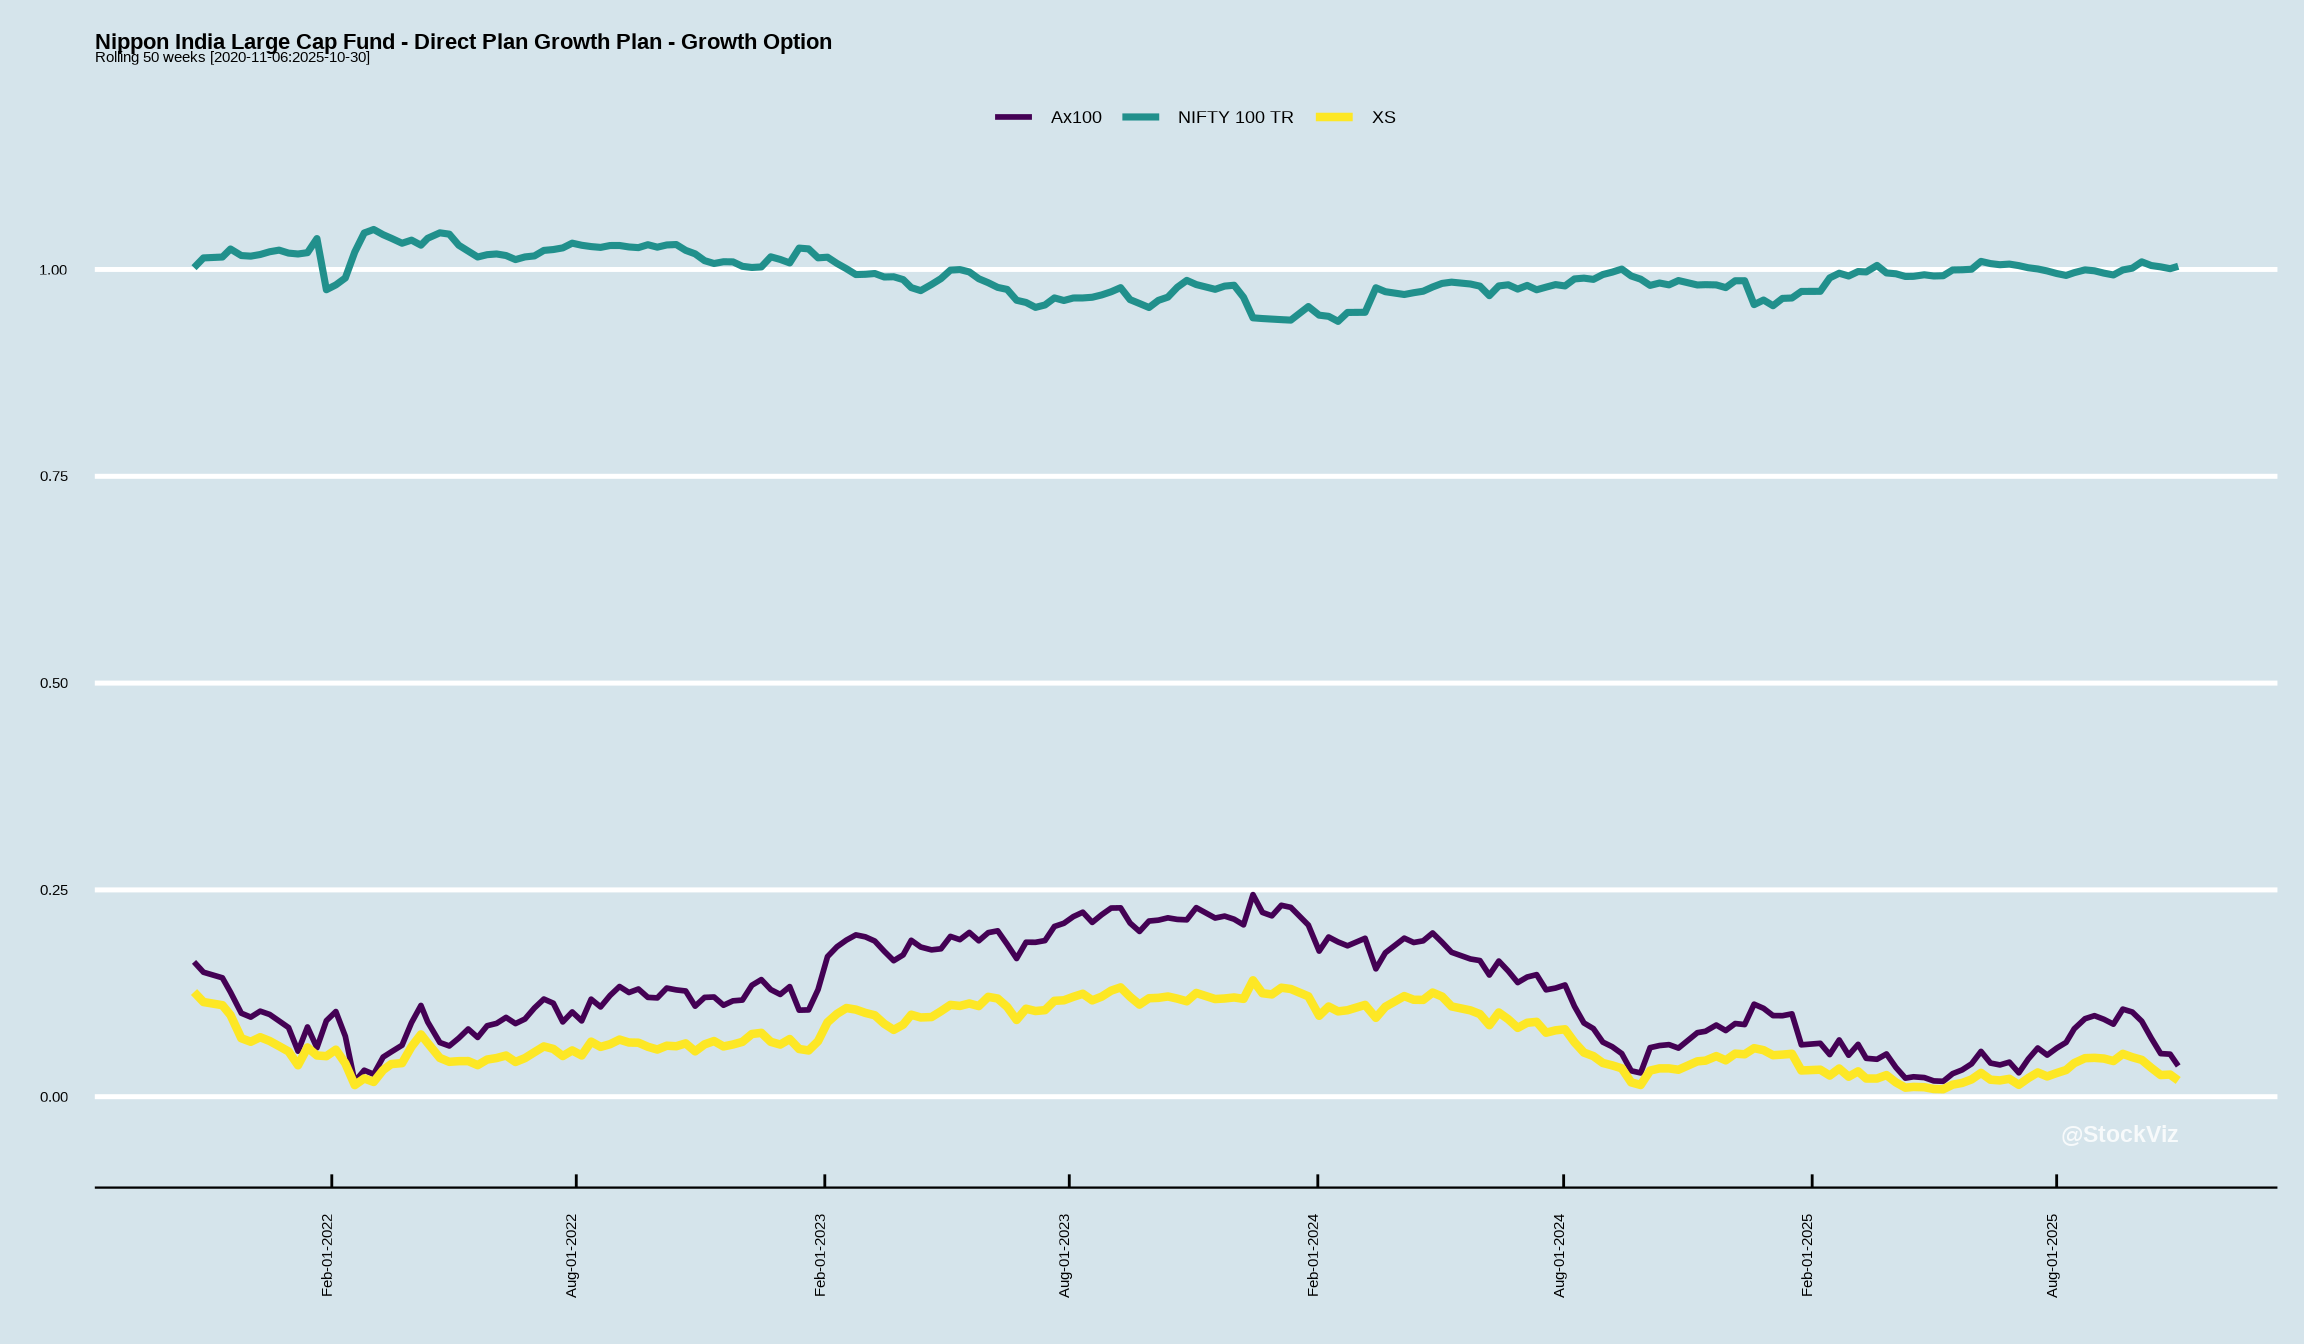 Nippon India Large Cap Fund - Direct Plan Growth Plan - Growth Option
Rolling 50 weeks [2020-11-06:2025-10-30]
Ax100 NIFTY 100 TR XS
1.00
0.75
0.50
0.25
0.00
@StockViz
Feb-01-2022 Aug-01-2022 Feb-01-2023 Aug-01-2023 Feb-01-2024 Aug-01-2024 Feb-01-2025 Aug-01-2025